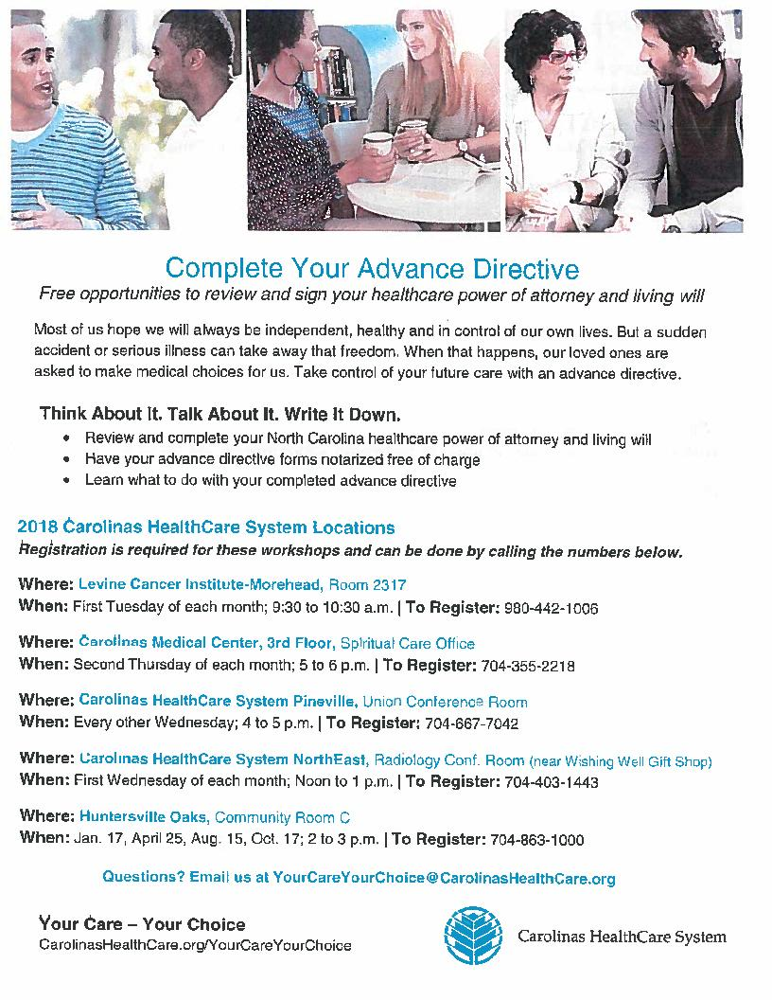 Complete Your Advance Directive
Free opportunities to review and sign your healthcare power of attorney and living will
Most of us hope we will always be independent, healthy and in control of our own lives. But a sudden
accident or serious illness can take away that freedom. When that happens, our loved ones are
asked to make medical choices for us. Take control of your future care with an advance directive.
Think About It. Talk About It. Write It Down.
• Review and complete your North Carolina healthcare power of attorney and living will
• Have your advance directive forms notarized free of charge
• Learn what to do with your completed advance directive
2018 Carolinas HealthCare System Locations
Registration is required for these workshops and can be done by calling the numbers below.
Where: Levine Cancer Institute-Morehead, Room 2317
When: First Tuesday of each month; 9:30 to 10:30 a.m. | To Register: 980-442-1006
Where: Carolinas Medical Center, 3rd Floor, Spiritual Care Office
When: Second Thursday of each month; 5 to 6 p.m. | To Register: 704-355-2218
Where: Carolinas HealthCare System Pineville, Union Conference Room
When: Every other Wednesday; 4 to 5 p.m. | To Register: 704-667-7042
Where: Carolinas HealthCare System NorthEast, Radiology Conf. Room (near Wishing Well Gift Shop)
When: First Wednesday of each month; Noon to 1 p.m. | To Register: 704-403-1443
Where: Huntersville Oaks, Community Room C
When: Jan. 17, April 25, Aug. 15, Oct. 17; 2 to 3 p.m. | To Register: 704-863-1000
Questions? Email us at YourCareYourChoice@CarolinasHealthCare.org
Your Care – Your Choice
CarolinasHealthCare.org/YourCareYourChoice
Carolinas HealthCare System